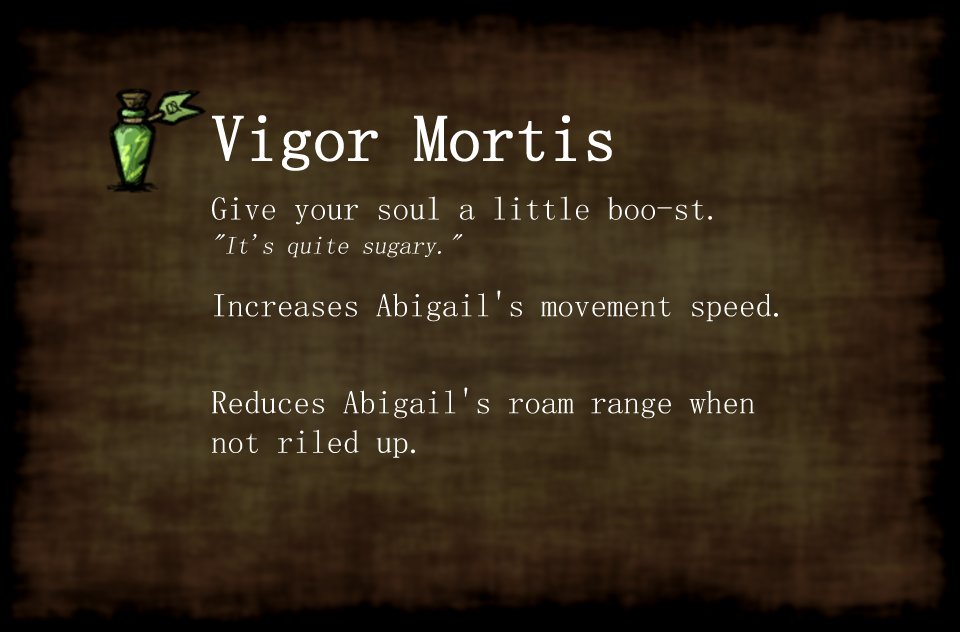 Vigor Mortis
Give your soul a little boo-st.
"It's quite sugary."
Increases Abigail's movement speed.
Reduces Abigail's roam range when
not riled up.